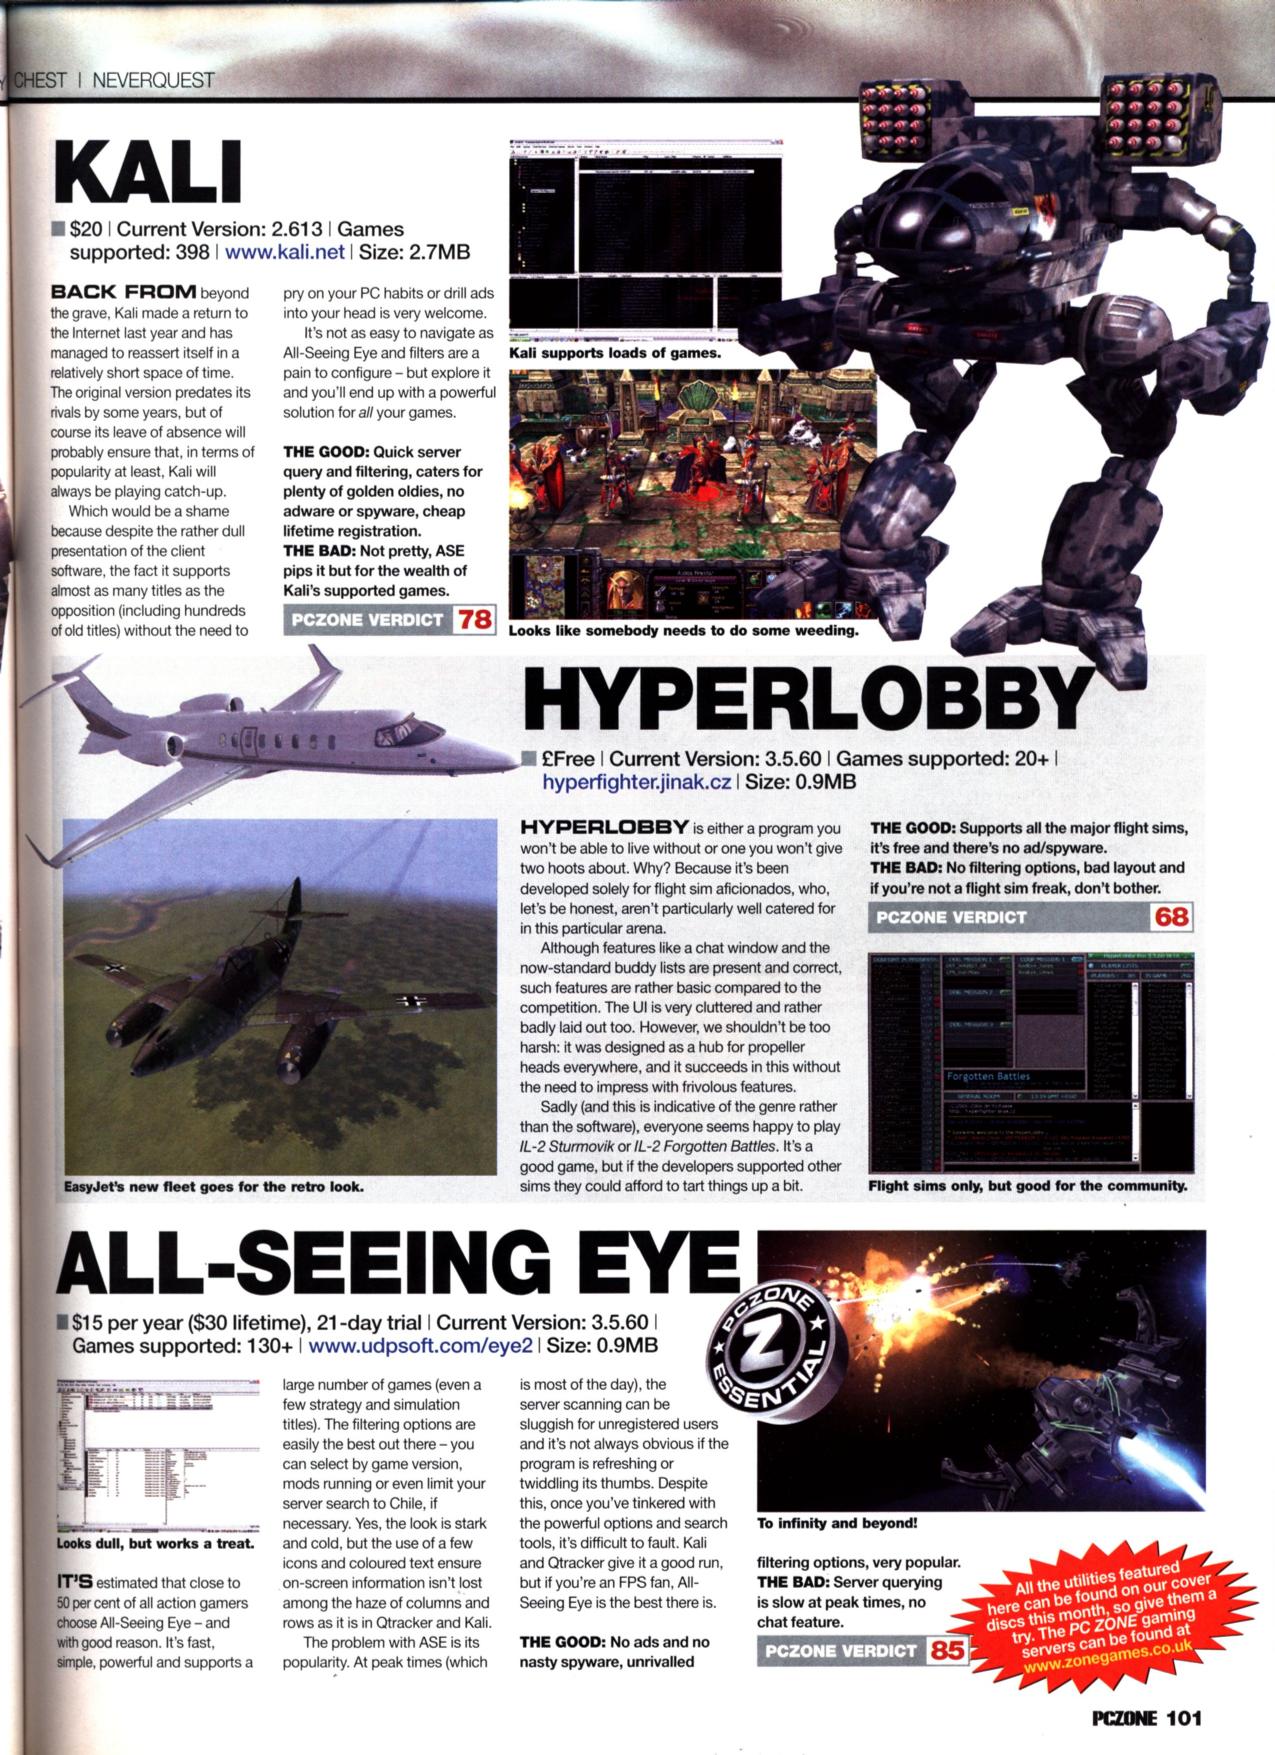 CHEST | NEVERQUEST
KALI
$20 | Current Version: 2.613 | Games
supported: 398 | www.kali.net | Size: 2.7MB
BACK FROM beyond
the grave, Kali made a return to
the Internet last year and has
managed to reassert itself in a
relatively short space of time.
The original version predates its
rivals by some years, but of
course its leave of absence will
probably ensure that, in terms of
popularity at least, Kali will
always be playing catch-up.
Which would be a shame
because despite the rather dull
presentation of the client
software, the fact it supports
almost as many titles as the
opposition (including hundreds
of old titles) without the need to
pry on your PC habits or drill ads
into your head is very welcome.
It's not as easy to navigate as
All-Seeing Eye and filters are a
pain to configure – but explore it
and you'll end up with a powerful
solution for all your games.
THE GOOD: Quick server
query and filtering, caters for
plenty of golden oldies, no
adware or spyware, cheap
lifetime registration.
THE BAD: Not pretty, ASE
pips it but for the wealth of
Kali's supported games.
PCZONE VERDICT 78
Kali supports loads of games.
Looks like somebody needs to do some weeding.
HYPERLOBBY
£Free | Current Version: 3.5.60 | Games supported: 20+ |
hyperfighter.jinak.cz | Size: 0.9MB
EasyJet's new fleet goes for the retro look.
HYPERLOBBY is either a program you
won't be able to live without or one you won't give
two hoots about. Why? Because it's been
developed solely for flight sim aficionados, who,
let's be honest, aren't particularly well catered for
in this particular arena.
Although features like a chat window and the
now-standard buddy lists are present and correct,
such features are rather basic compared to the
competition. The UI is very cluttered and rather
badly laid out too. However, we shouldn't be too
harsh: it was designed as a hub for propeller
heads everywhere, and it succeeds in this without
the need to impress with frivolous features.
Sadly (and this is indicative of the genre rather
than the software), everyone seems happy to play
IL-2 Sturmovik or IL-2 Forgotten Battles. It's a
good game, but if the developers supported other
sims they could afford to tart things up a bit.
THE GOOD: Supports all the major flight sims,
it's free and there's no ad/spyware.
THE BAD: No filtering options, bad layout and
if you're not a flight sim freak, don't bother.
PCZONE VERDICT 68
Forgotten Battles
Flight sims only, but good for the community.
ALL-SEEING EYE
$15 per year ($30 lifetime), 21-day trial | Current Version: 3.5.60 |
Games supported: 130+ | www.udpsoft.com/eye2 | Size: 0.9MB
PCZONE
Z
ESSENTIAL
Looks dull, but works a treat.
IT'S estimated that close to
50 per cent of all action gamers
choose All-Seeing Eye – and
with good reason. It's fast,
simple, powerful and supports a
large number of games (even a
few strategy and simulation
titles). The filtering options are
easily the best out there – you
can select by game version,
mods running or even limit your
server search to Chile, if
necessary. Yes, the look is stark
and cold, but the use of a few
icons and coloured text ensure
on-screen information isn't lost
among the haze of columns and
rows as it is in Qtracker and Kali.
The problem with ASE is its
popularity. At peak times (which
is most of the day), the
server scanning can be
sluggish for unregistered users
and it's not always obvious if the
program is refreshing or
twiddling its thumbs. Despite
this, once you've tinkered with
the powerful options and search
tools, it's difficult to fault. Kali
and Qtracker give it a good run,
but if you're an FPS fan, All-
Seeing Eye is the best there is.
THE GOOD: No ads and no
nasty spyware, unrivalled
To infinity and beyond!
filtering options, very popular.
THE BAD: Server querying
is slow at peak times, no
chat feature.
PCZONE VERDICT 85
All the utilities featured
here can be found on our cover
discs this month, so give them a
try. The PC ZONE gaming
servers can be found at
www.zonegames.co.uk
PCZONE 101